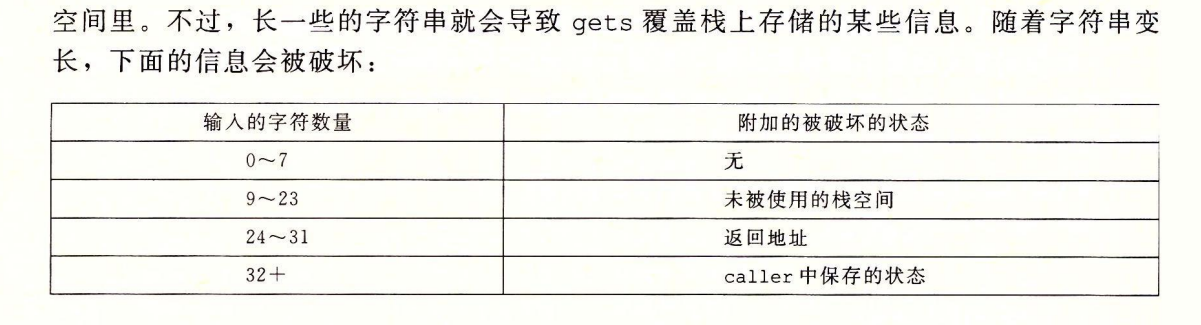 空间里。不过，长一些的字符串就会导致 gets 覆盖栈上存储的某些信息。随着字符串变
长，下面的信息会被破坏：
输入的字符数量 附加的被破坏的状态
0～7 无
9～23 未被使用的栈空间
24～31 返回地址
32+ caller 中保存的状态